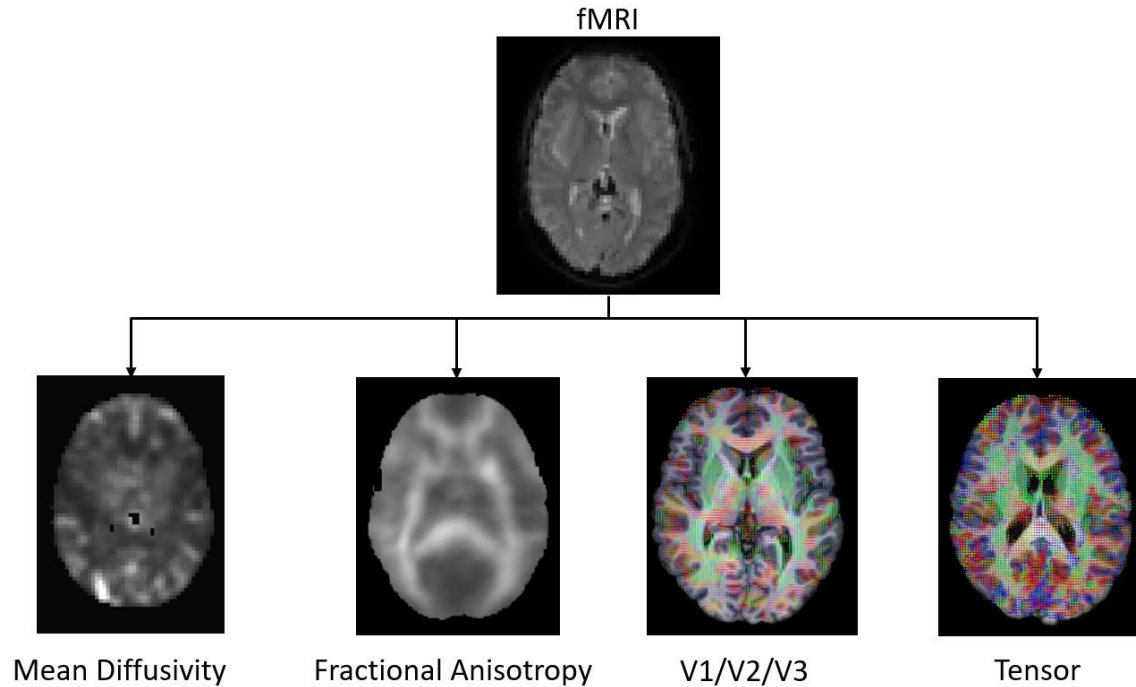 fMRI
Mean Diffusivity
Fractional Anisotropy
V1/V2/V3
Tensor